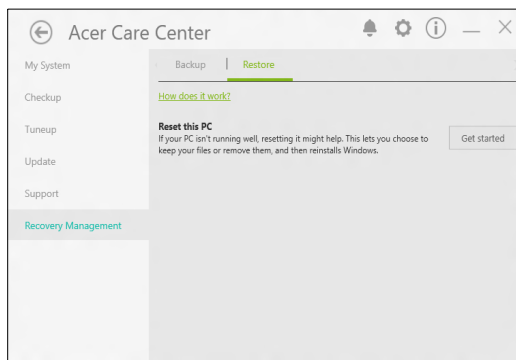 Acer Care Center
My System
Checkup
Tuneup
Update
Support
Recovery Management
Backup | Restore
How does it work?
Reset this PC
If your PC isn't running well, resetting it might help. This lets you choose to
keep your files or remove them, and then reinstalls Windows.
Get started